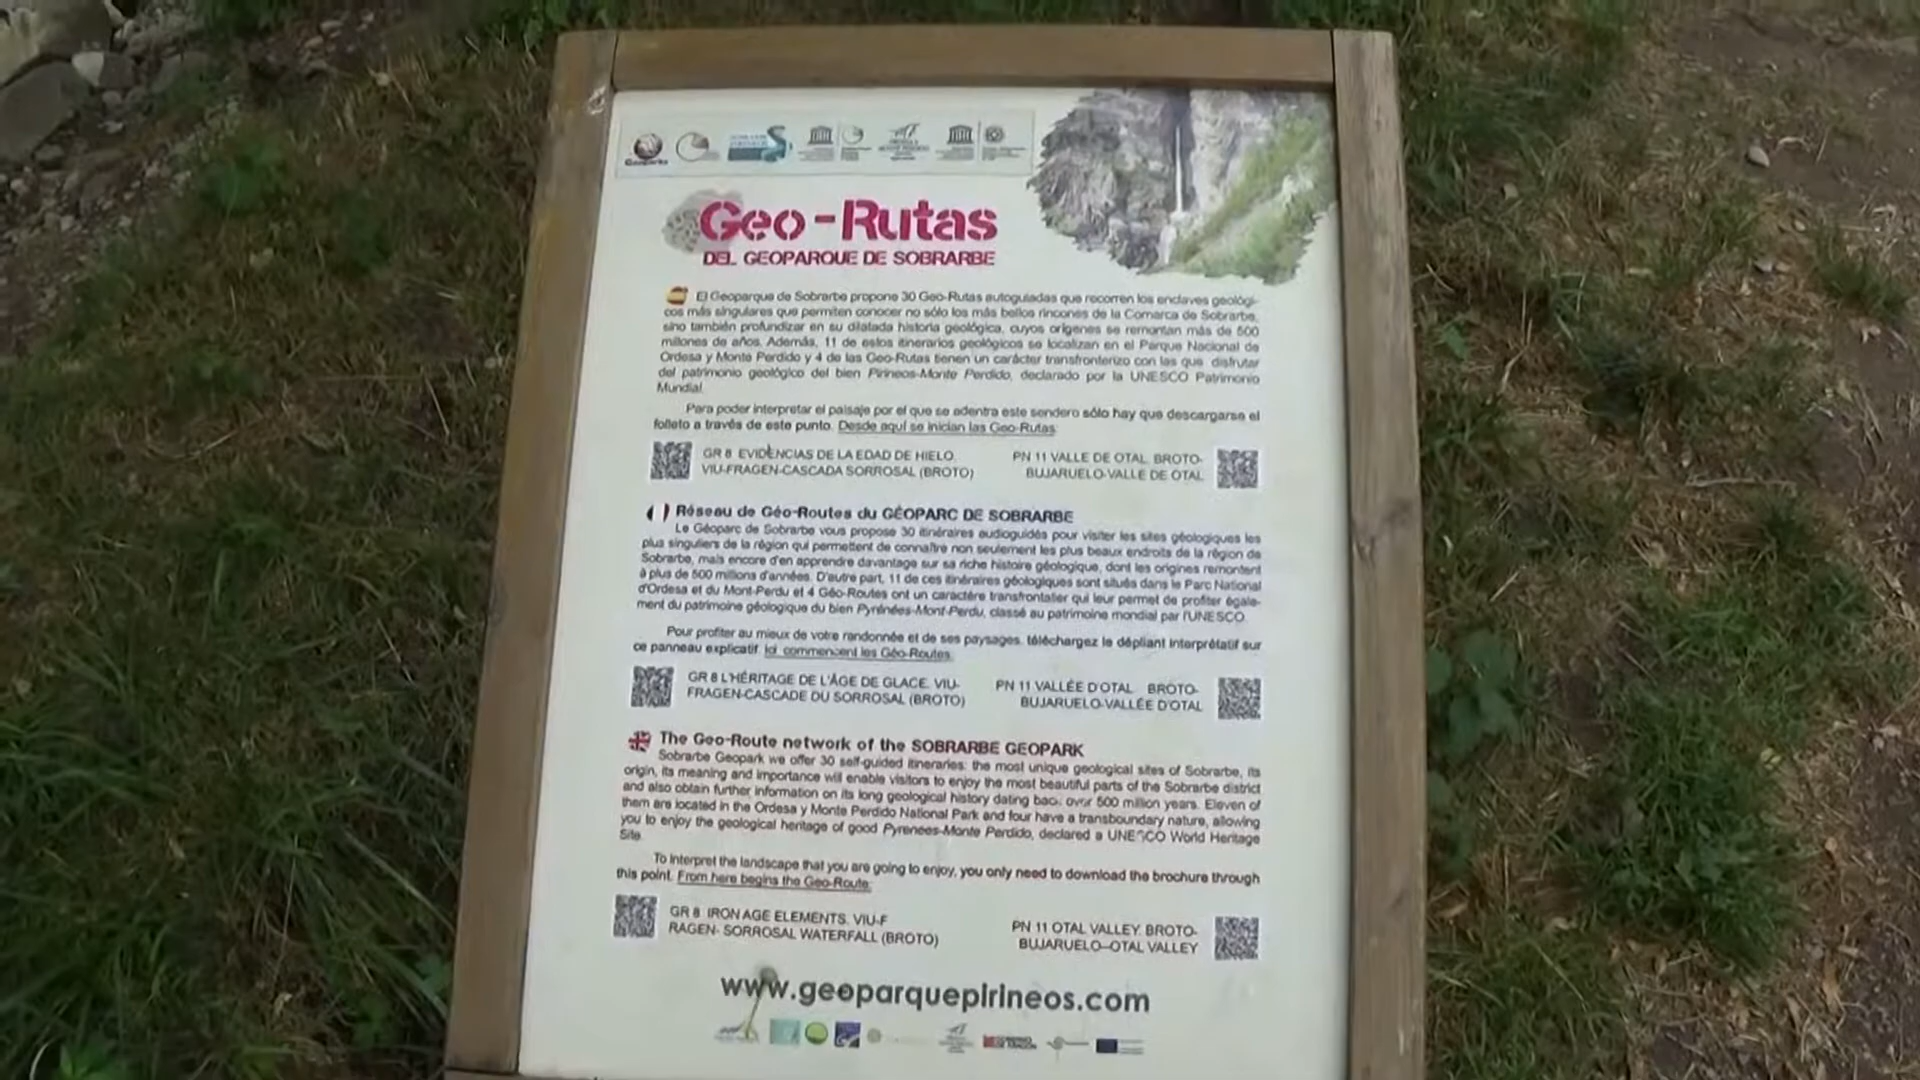 Geoparks
Geo-Rutas
DEL GEOPARQUE DE SOBRARBE
El Geoparque de Sobrarbe propone 30 Geo-Rutas autoguiadas que recorren los enclaves geológi-
cos más singulares que permiten conocer no sólo los más bellos rincones de la Comarca de Sobrarbe,
sino también profundizar en su dilatada historia geológica, cuyos orígenes se remontan más de 500
millones de años. Además, 11 de estos itinerarios geológicos se localizan en el Parque Nacional de
Ordesa y Monte Perdido y 4 de las Geo-Rutas tienen un carácter transfronterizo con las que disfrutar
del patrimonio geológico del bien Pirineos-Monte Perdido, declarado por la UNESCO Patrimonio
Mundial.
Para poder interpretar el paisaje por el que se adentra este sendero sólo hay que descargarse el
folleto a través de este punto. Desde aquí se inician las Geo-Rutas:
GR 8 EVIDENCIAS DE LA EDAD DE HIELO.
VIU-FRAGEN-CASCADA SORROSAL (BROTO)
PN 11 VALLE DE OTAL. BROTO-
BUJARUELO-VALLE DE OTAL
Réseau de Géo-Routes du GÉOPARC DE SOBRARBE
Le Géoparc de Sobrarbe vous propose 30 itinéraires audioguidés pour visiter les sites géologiques les
plus singuliers de la région qui permettent de connaître non seulement les plus beaux endroits de la région de
Sobrarbe, mais encore d'en apprendre davantage sur sa riche histoire géologique, dont les origines remontent
à plus de 500 millions d'années. D'autre part, 11 de ces itinéraires géologiques sont situés dans le Parc National
d'Ordesa et du Mont-Perdu et 4 Géo-Routes ont un caractère transfrontalier qui leur permet de profiter égale-
ment du patrimoine géologique du bien Pyrénées-Mont-Perdu, classé au patrimoine mondial par l'UNESCO.
Pour profiter au mieux de votre randonnée et de ses paysages, téléchargez le dépliant interprétatif sur
ce panneau explicatif. Ici commencent les Géo-Routes:
GR 8 L'HÉRITAGE DE L'ÂGE DE GLACE. VIU-
FRAGEN-CASCADE DU SORROSAL (BROTO)
PN 11 VALLÉE D'OTAL BROTO-
BUJARUELO-VALLÉE D'OTAL
The Geo-Route network of the SOBRARBE GEOPARK
Sobrarbe Geopark we offer 30 self-guided itineraries: the most unique geological sites of Sobrarbe, its
origin, its meaning and importance will enable visitors to enjoy the most beautiful parts of the Sobrarbe district
and also obtain further information on its long geological history dating back over 500 million years. Eleven of
them are located in the Ordesa y Monte Perdido National Park and four have a transboundary nature, allowing
you to enjoy the geological heritage of good Pyrenees-Monte Perdido, declared a UNESCO World Heritage
Site.
To interpret the landscape that you are going to enjoy, you only need to download the brochure through
this point. From here begins the Geo-Route:
GR 8 IRON AGE ELEMENTS. VIU-F
RAGEN- SORROSAL WATERFALL (BROTO)
PN 11 OTAL VALLEY. BROTO-
BUJARUELO-OTAL VALLEY
www.geoparquepirineos.com